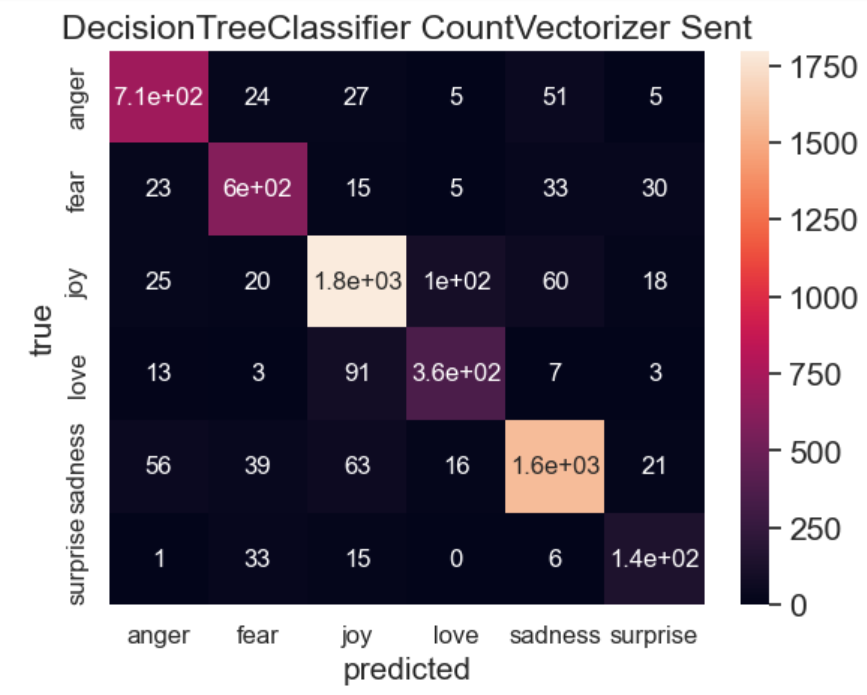 DecisionTreeClassifier CountVectorizer Sent
anger 7.1e+02 24 27 5 51 5
fear 23 6e+02 15 5 33 30
joy 25 20 1.8e+03 1e+02 60 18
love 13 3 91 3.6e+02 7 3
sadness 56 39 63 16 1.6e+03 21
surprise 1 33 15 0 6 1.4e+02
anger fear joy love sadness surprise
predicted
true
1750
1500
1250
1000
750
500
250
0